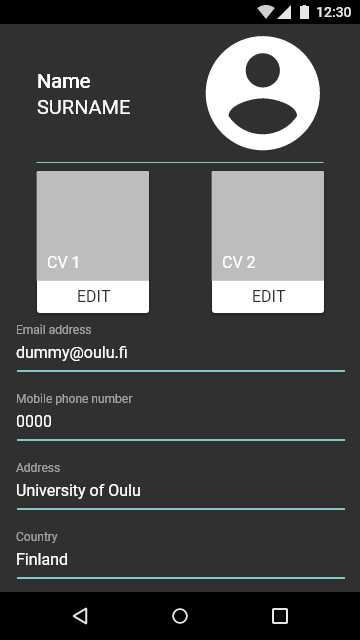 12:30
Name
SURNAME
CV 1
CV 2
EDIT
EDIT
Email address
dummy@oulu.fi
Mobile phone number
0000
Address
University of Oulu
Country
Finland